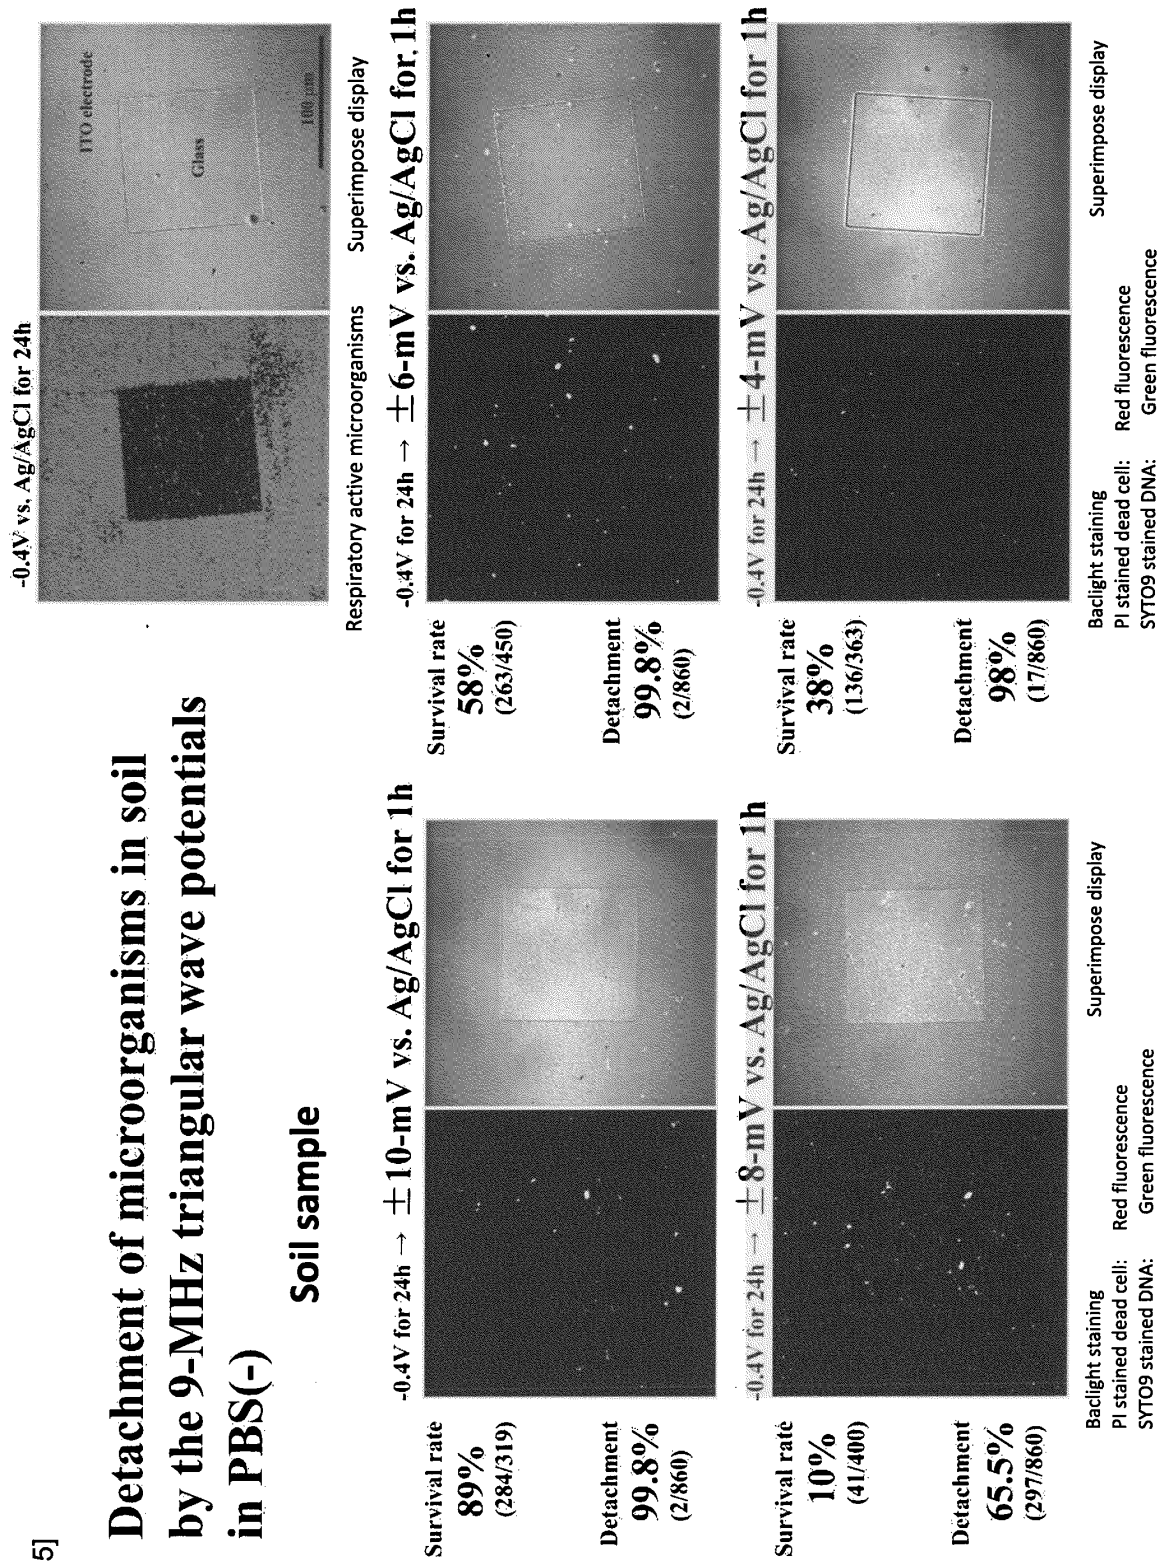 5]
Detachment of microorganisms in soil
by the 9-MHz triangular wave potentials
in PBS(-)
Soil sample
-0.4V vs. Ag/AgCl for 24h
ITO electrode
Glass
100 µm
Respiratory active microorganisms
Superimpose display
-0.4V for 24h → ±10-mV vs. Ag/AgCl for 1h
Survival rate
89%
(284/319)
Detachment
99.8%
(2/860)
-0.4V for 24h → ±6-mV vs. Ag/AgCl for 1h
Survival rate
58%
(263/450)
Detachment
99.8%
(2/860)
-0.4V for 24h → ±8-mV vs. Ag/AgCl for 1h
Survival rate
10%
(41/400)
Detachment
65.5%
(297/860)
Baclight staining
PI stained dead cell: Red fluorescence
SYTO9 stained DNA: Green fluorescence
Superimpose display
-0.4V for 24h → ±4-mV vs. Ag/AgCl for 1h
Survival rate
38%
(136/363)
Detachment
98%
(17/860)
Baclight staining
PI stained dead cell: Red fluorescence
SYTO9 stained DNA: Green fluorescence
Superimpose display